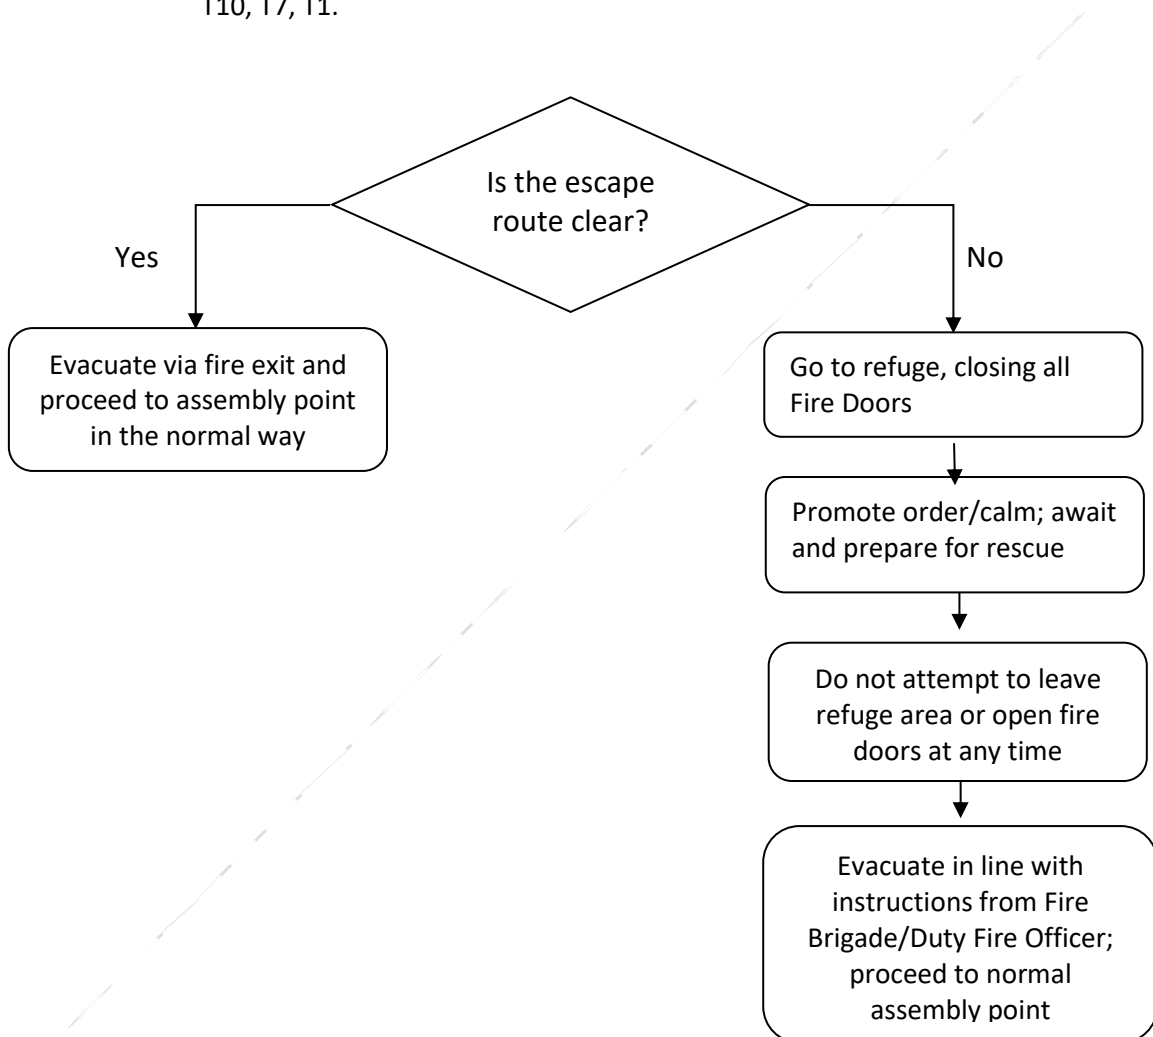 T10, T7, T1.
Is the escape
route clear?
Yes
No
Evacuate via fire exit and
proceed to assembly point
in the normal way
Go to refuge, closing all
Fire Doors
Promote order/calm; await
and prepare for rescue
Do not attempt to leave
refuge area or open fire
doors at any time
Evacuate in line with
instructions from Fire
Brigade/Duty Fire Officer;
proceed to normal
assembly point